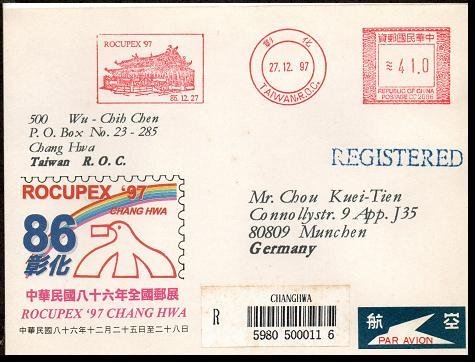 ROCUPEX '97
86.12.27
彰化
27.12.97
TAIWAN.R.O.C.
中華民國郵資
41.0
REPUBLIC OF CHINA
POSTAGE CC 2086
500 Wu - Chih Chen
P. O. Box No. 23 - 285
Chang Hwa
Taiwan R. O. C.
REGISTERED
ROCUPEX '97
CHANG HWA
86
彰化
中華民國八十六年全國郵展
ROCUPEX '97 CHANG HWA
中華民國八十六年十二月二十五日至二十八日
Mr. Chou Kuei-Tien
Connollystr. 9 App. J35
80809 Munchen
Germany
CHANGHWA
R
5980 500011 6
航空
PAR AVION